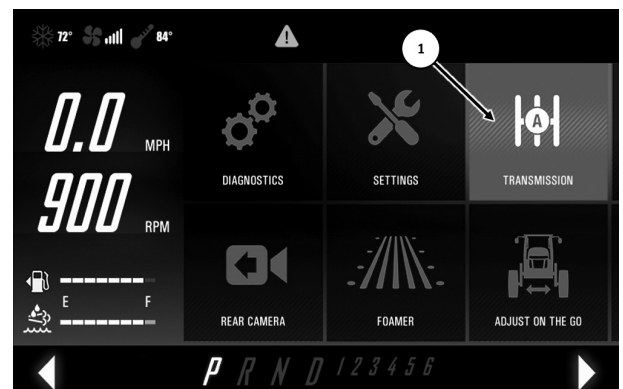 72° 84°
1
0.0 MPH
900 RPM
E F
DIAGNOSTICS SETTINGS TRANSMISSION
A
REAR CAMERA FOAMER ADJUST ON THE GO
P R N D 1 2 3 4 5 6